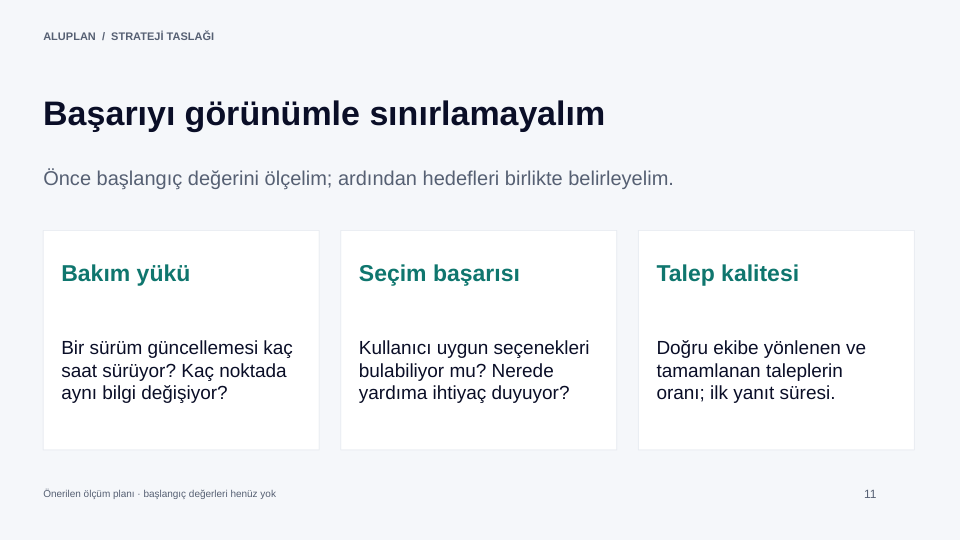 ALUPLAN / STRATEJİ TASLAĞI
Başarıyı görünümle sınırlamayalım
Önce başlangıç değerini ölçelim; ardından hedefleri birlikte belirleyelim.
Bakım yükü
Bir sürüm güncellemesi kaç
saat sürüyor? Kaç noktada
aynı bilgi değişiyor?
Seçim başarısı
Kullanıcı uygun seçenekleri
bulabiliyor mu? Nerede
yardıma ihtiyaç duyuyor?
Talep kalitesi
Doğru ekibe yönlenen ve
tamamlanan taleplerin
oranı; ilk yanıt süresi.
Önerilen ölçüm planı · başlangıç değerleri henüz yok
11